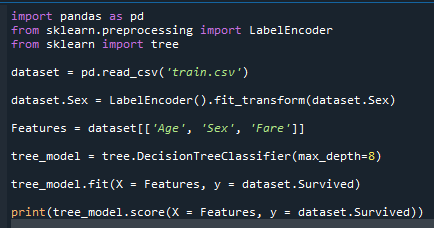 import pandas as pd
from sklearn.preprocessing import LabelEncoder
from sklearn import tree
dataset = pd.read_csv('train.csv')
dataset.Sex = LabelEncoder().fit_transform(dataset.Sex)
Features = dataset[['Age', 'Sex', 'Fare']]
tree_model = tree.DecisionTreeClassifier(max_depth=8)
tree_model.fit(X = Features, y = dataset.Survived)
print(tree_model.score(X = Features, y = dataset.Survived))